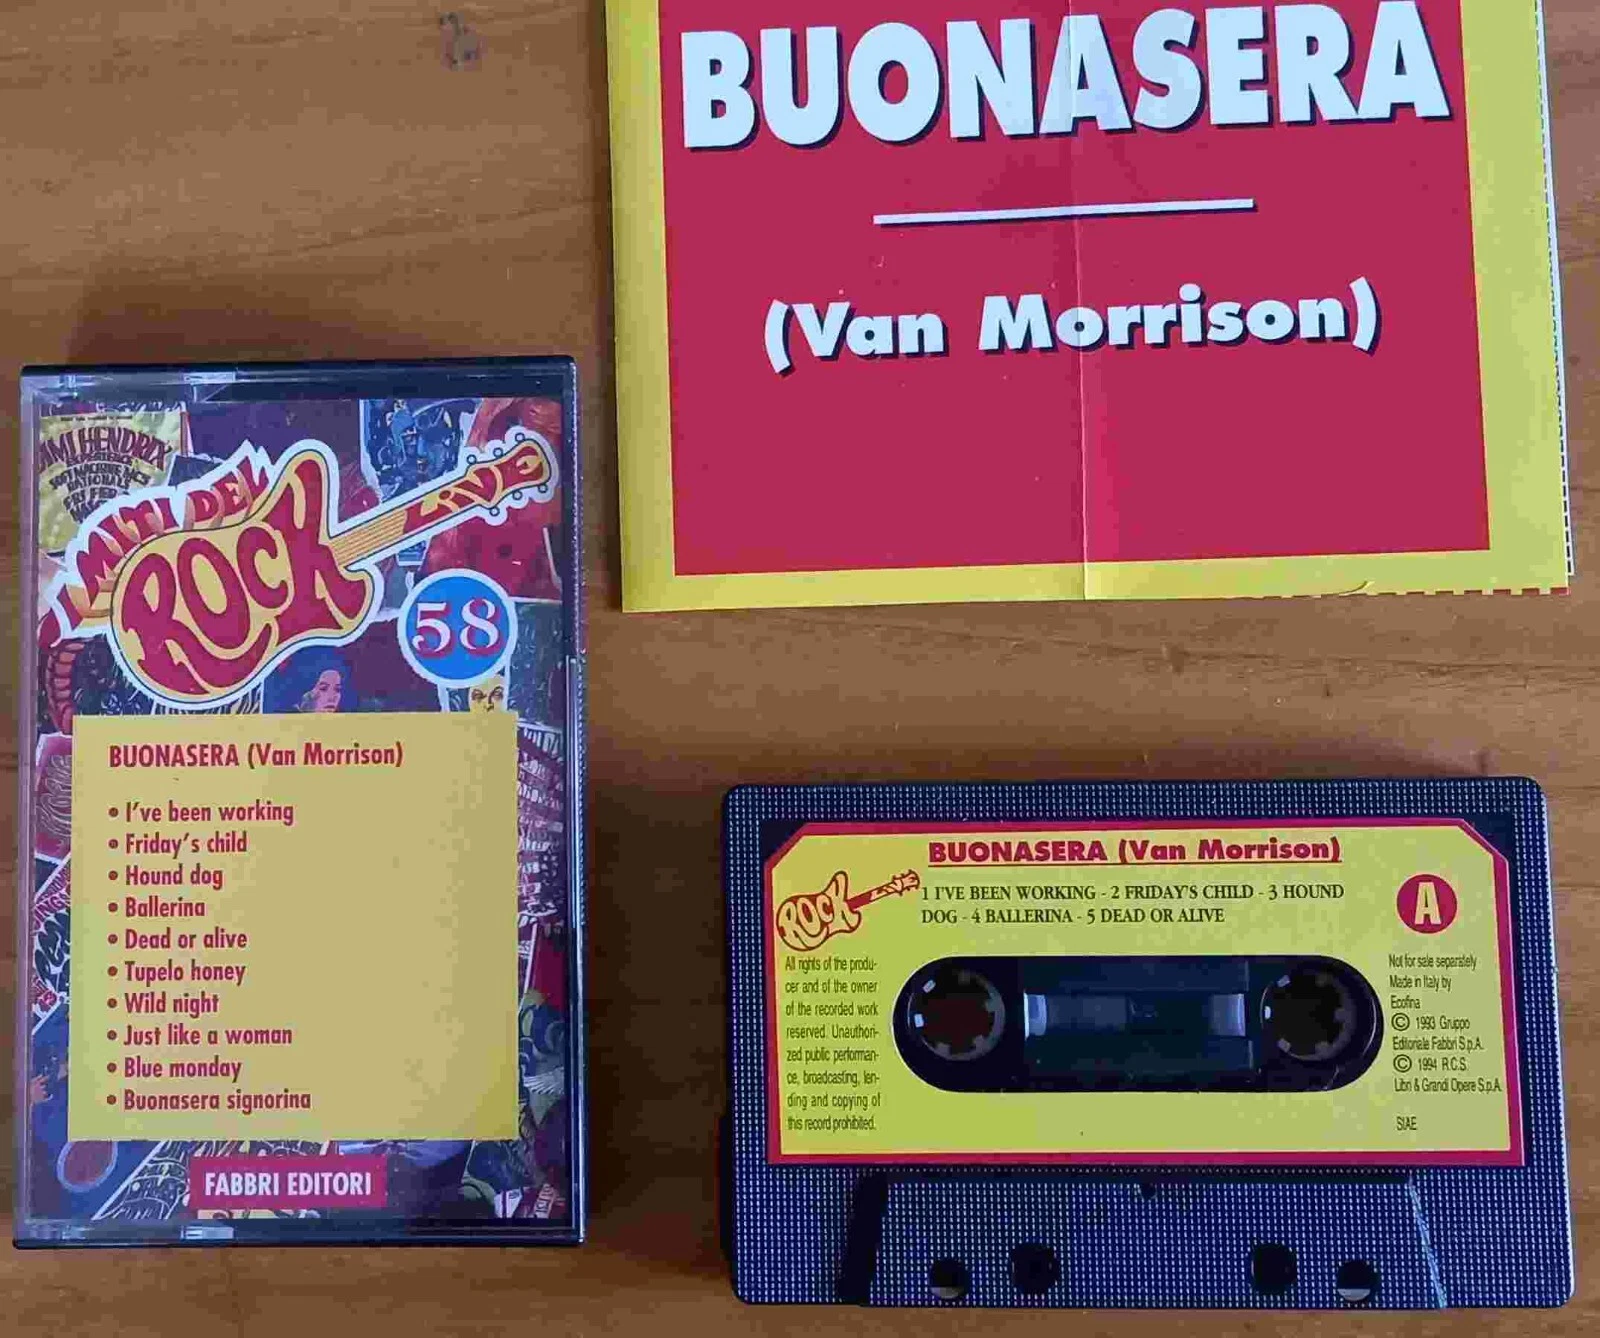 BUONASERA
(Van Morrison)
JIMI HENDRIX
EXPERIENCE
I MITI DEL
ROCK
LIVE
58
BUONASERA (Van Morrison)
• I've been working
• Friday's child
• Hound dog
• Ballerina
• Dead or alive
• Tupelo honey
• Wild night
• Just like a woman
• Blue monday
• Buonasera signorina
FABBRI EDITORI
BUONASERA (Van Morrison)
ROCK LIVE
1 I'VE BEEN WORKING - 2 FRIDAY'S CHILD - 3 HOUND
DOG - 4 BALLERINA - 5 DEAD OR ALIVE
A
All rights of the produ-
cer and of the owner
of the recorded work
reserved. Unauthori-
zed public performan-
ce, broadcasting, len-
ding and copying of
this record prohibited.
Not for sale separately
Made in Italy by
Ecofina
© 1993 Gruppo
Editoriale Fabbri S.p.A.
© 1994 R.C.S.
Libri & Grandi Opere S.p.A.
SIAE